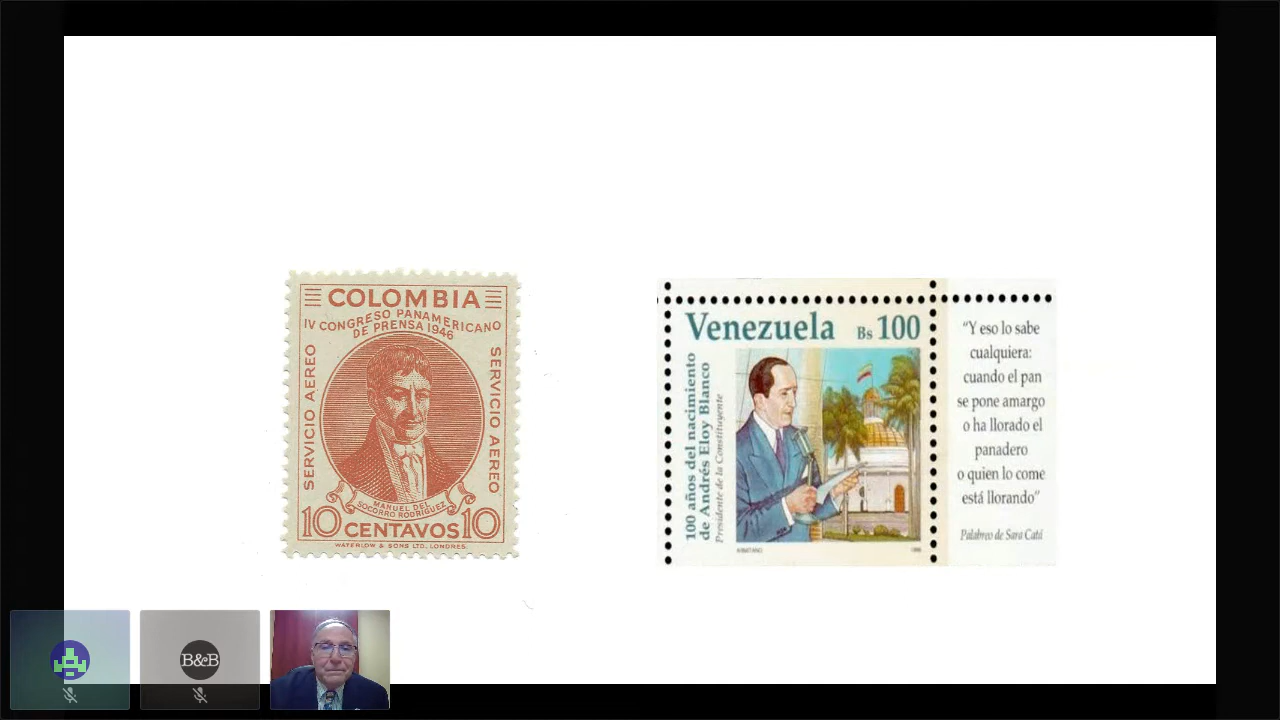 COLOMBIA
IV CONGRESO PANAMERICANO
DE PRENSA 1946
SERVICIO AEREO
SERVICIO AEREO
MANUEL DEL
SOCORRO RODRIGUEZ
10 CENTAVOS 10
WATERLOW & SONS LTD. LONDRES.
Venezuela Bs 100
100 años del nacimiento
de Andrés Eloy Blanco
Presidente de la Constituyente
"Y eso lo sabe
cualquiera:
cuando el pan
se pone amargo
o ha llorado el
panadero
o quien lo come
está llorando"
Palabreo de Sara Catá
B&B